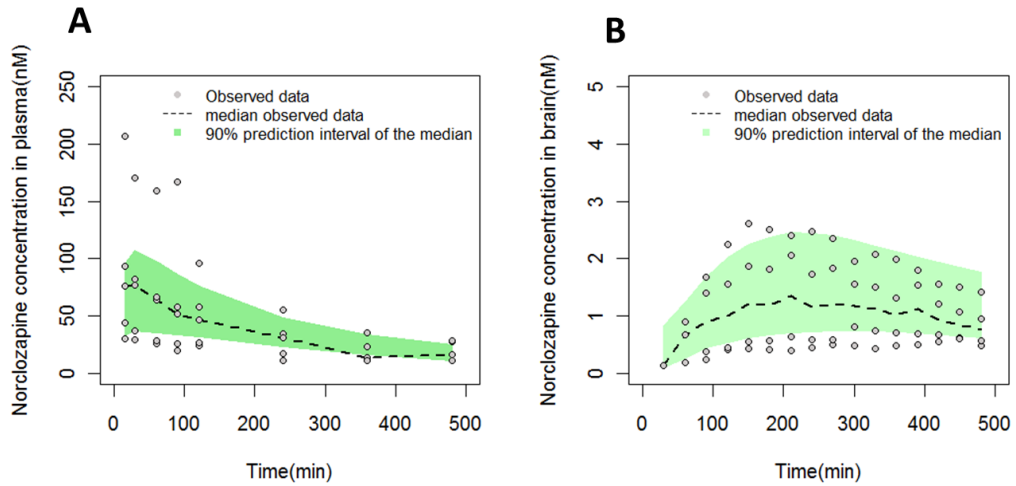 A
Norclozapine concentration in plasma(nM)
250
200
150
100
50
0
Observed data
median observed data
90% prediction interval of the median
0 100 200 300 400 500
Time(min)
B
Norclozapine concentration in brain(nM)
5
4
3
2
1
0
Observed data
median observed data
90% prediction interval of the median
0 100 200 300 400 500
Time(min)